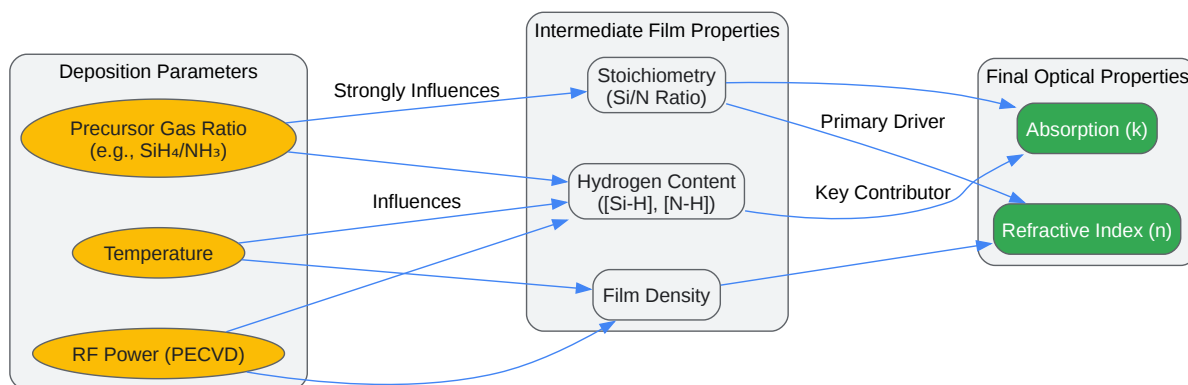 Deposition Parameters
Precursor Gas Ratio
(e.g., SiH₄/NH₃)
Temperature
RF Power (PECVD)
Strongly Influences
Influences
Intermediate Film Properties
Stoichiometry
(Si/N Ratio)
Hydrogen Content
([Si-H], [N-H])
Film Density
Primary Driver
Key Contributor
Final Optical Properties
Absorption (k)
Refractive Index (n)